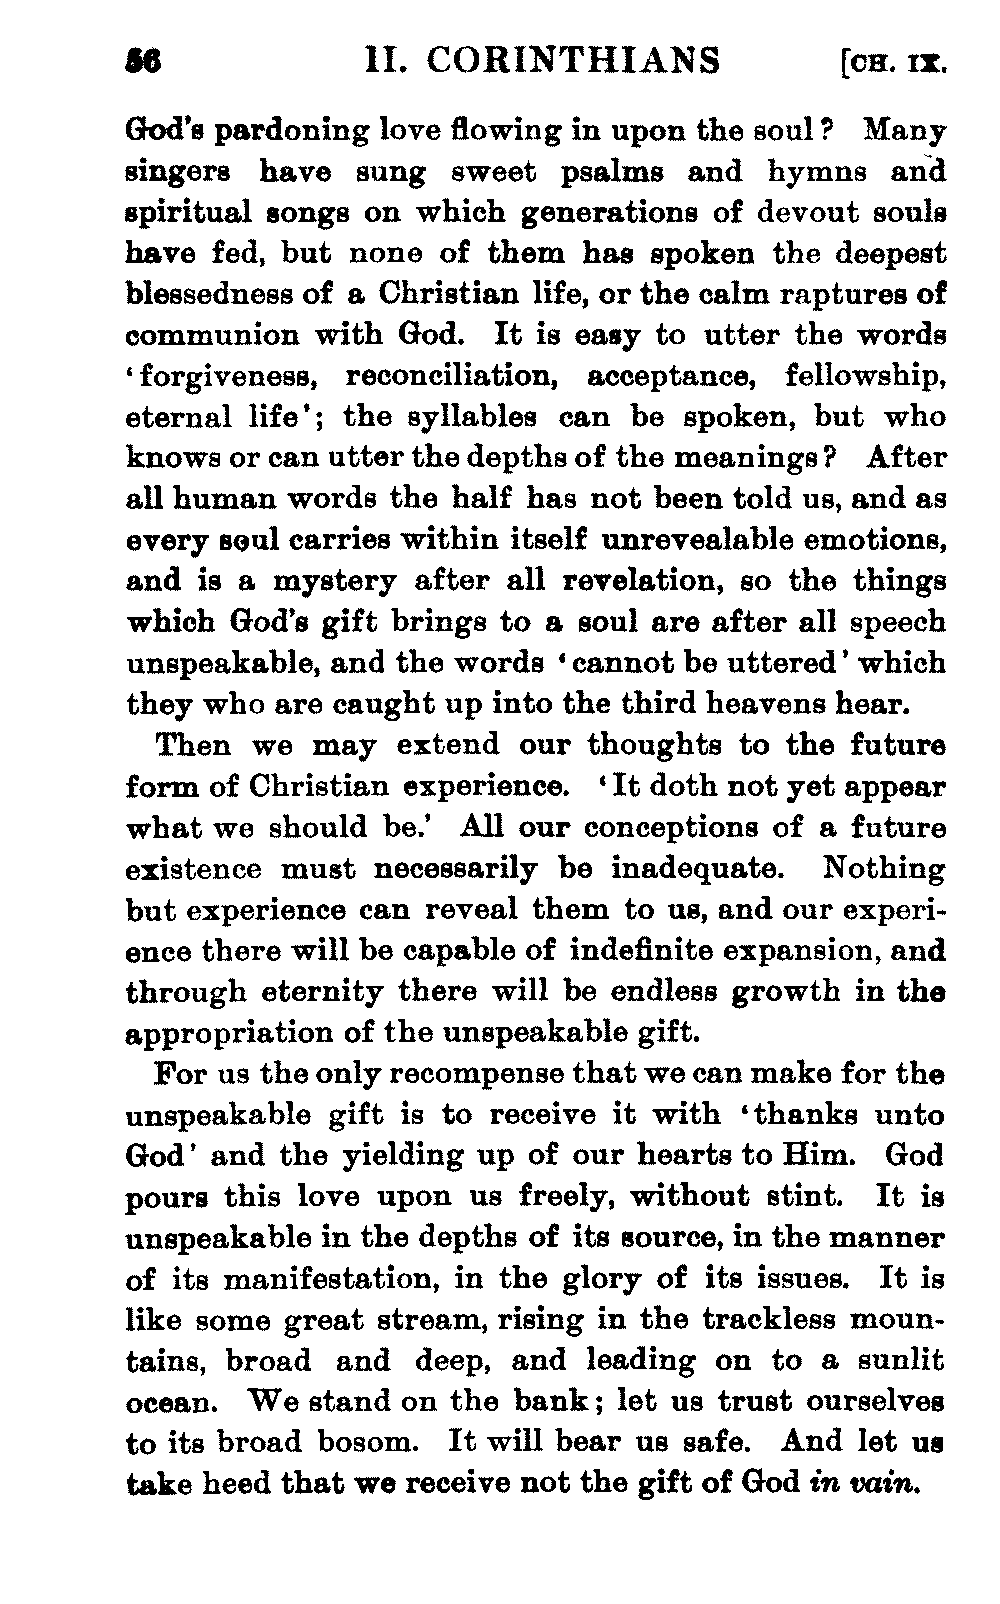 56 II. CORINTHIANS [CH. IX.
God's pardoning love flowing in upon the soul? Many
singers have sung sweet psalms and hymns and
spiritual songs on which generations of devout souls
have fed, but none of them has spoken the deepest
blessedness of a Christian life, or the calm raptures of
communion with God. It is easy to utter the words
'forgiveness, reconciliation, acceptance, fellowship,
eternal life'; the syllables can be spoken, but who
knows or can utter the depths of the meanings? After
all human words the half has not been told us, and as
every soul carries within itself unrevealable emotions,
and is a mystery after all revelation, so the things
which God's gift brings to a soul are after all speech
unspeakable, and the words 'cannot be uttered' which
they who are caught up into the third heavens hear.
Then we may extend our thoughts to the future
form of Christian experience. 'It doth not yet appear
what we should be.' All our conceptions of a future
existence must necessarily be inadequate. Nothing
but experience can reveal them to us, and our experi-
ence there will be capable of indefinite expansion, and
through eternity there will be endless growth in the
appropriation of the unspeakable gift.
For us the only recompense that we can make for the
unspeakable gift is to receive it with 'thanks unto
God' and the yielding up of our hearts to Him. God
pours this love upon us freely, without stint. It is
unspeakable in the depths of its source, in the manner
of its manifestation, in the glory of its issues. It is
like some great stream, rising in the trackless moun-
tains, broad and deep, and leading on to a sunlit
ocean. We stand on the bank; let us trust ourselves
to its broad bosom. It will bear us safe. And let us
take heed that we receive not the gift of God in vain.